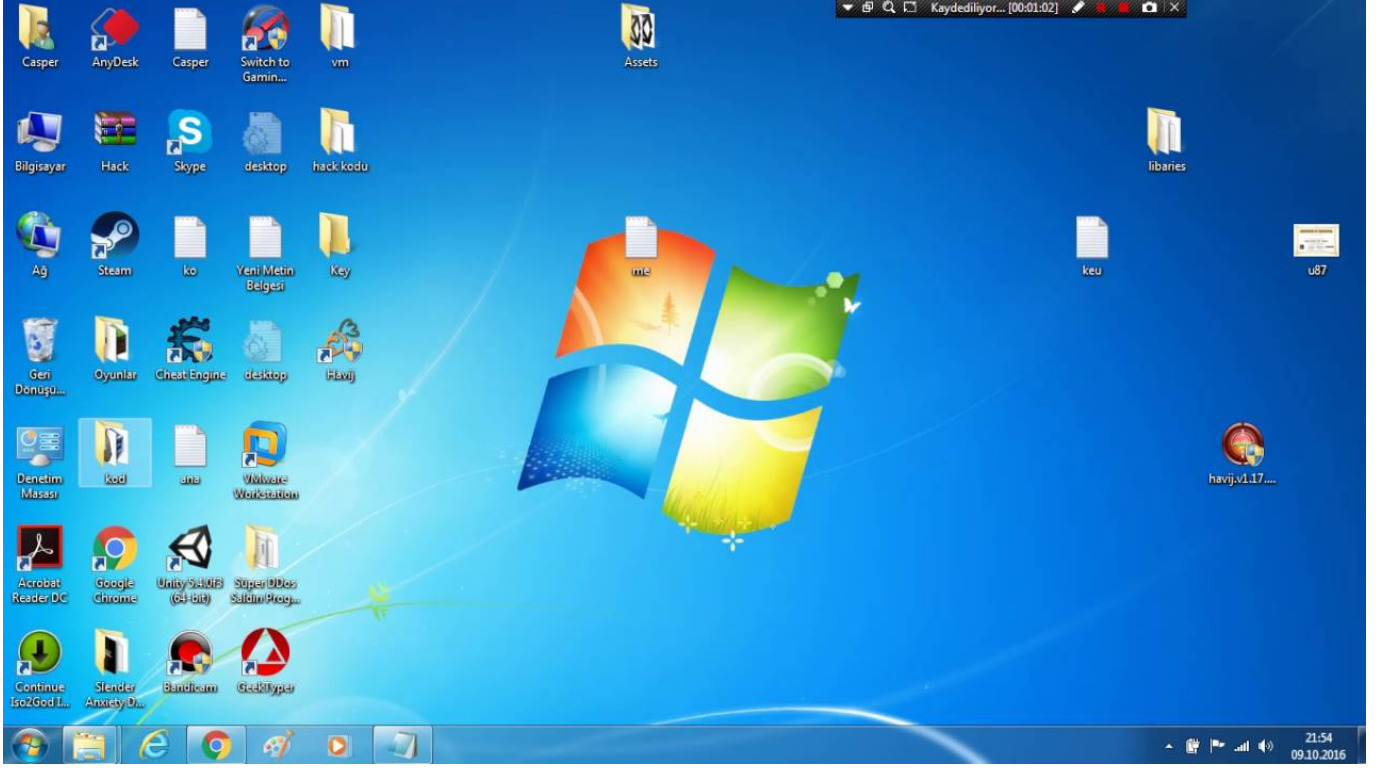 Kaydediliyor... [00:01:02]
Casper
AnyDesk
Casper
Switch to
Gamin...
vm
Assets
Bilgisayar
Hack
Skype
desktop
hack kodu
libaries
Ağ
Steam
ko
Yeni Metin
Belgesi
Key
me
keu
u87
Geri
Dönüşü...
Oyunlar
Cheat Engine
desktop
Havij
Denetim
Masası
kod
ana
VMware
Workstation
havij.v1.17....
Acrobat
Reader DC
Google
Chrome
Unity 5.4.0f3
(64-bit)
Super DDos
Saldırı Prog...
Continue
Iso2God I...
Slender
Anxiety D...
Bandicam
GeekTyper
21:54
09.10.2016